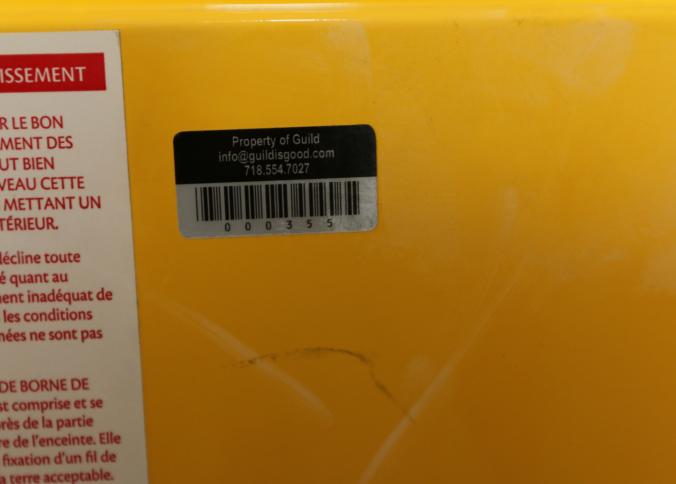 ISSEMENT
R LE BON
MENT DES
UT BIEN
VEAU CETTE
METTANT UN
TÉRIEUR.
décline toute
é quant au
ment inadéquat de
les conditions
nées ne sont pas
DE BORNE DE
st comprise et se
rès de la partie
re de l'enceinte. Elle
fixation d'un fil de
a terre acceptable.
Property of Guild
info@guildisgood.com
718.554.7027
000355